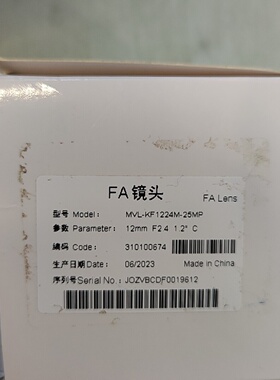 FA镜头 FA Lens
型号 Model: MVL-KF1224M-25MP
参数 Parameter: 12mm F2.4 1.2" C
编码 Code: 310100674
生产日期 Date: 06/2023 Made in China
序列号 Serial No.: JOZVBCDF0019612